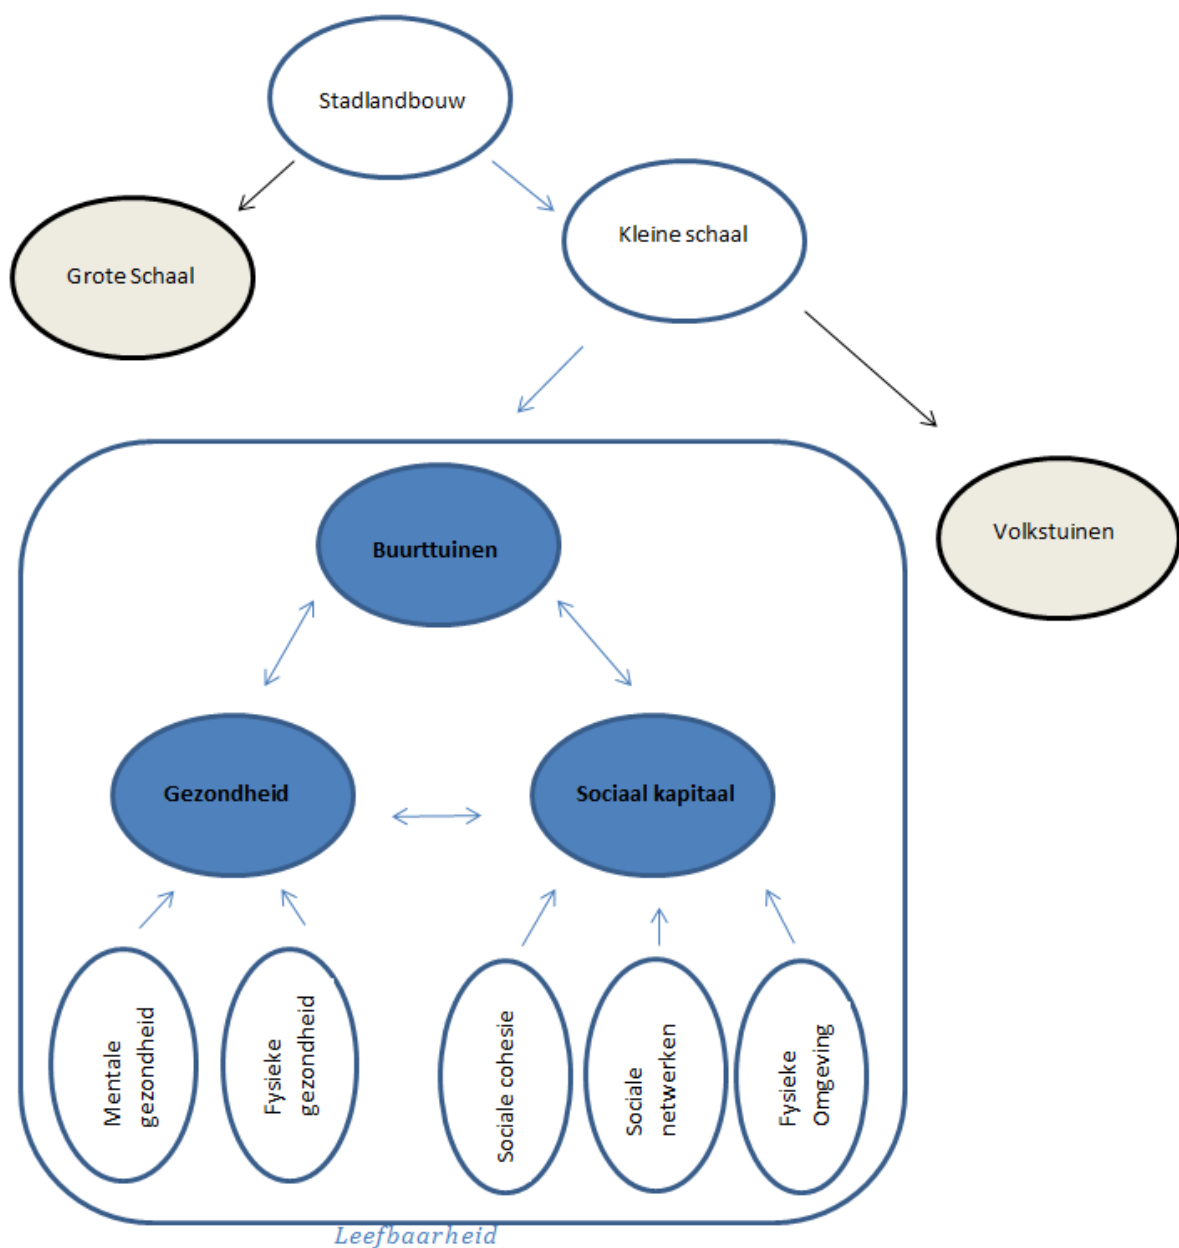 Stadlandbouw
Kleine schaal
Grote Schaal
Volkstuinen
Buurttuinen
Gezondheid
Sociaal kapitaal
Mentale
gezondheid
Fysieke
gezondheid
Sociale cohesie
Sociale
netwerken
Fysieke
Omgeving
Leefbaarheid